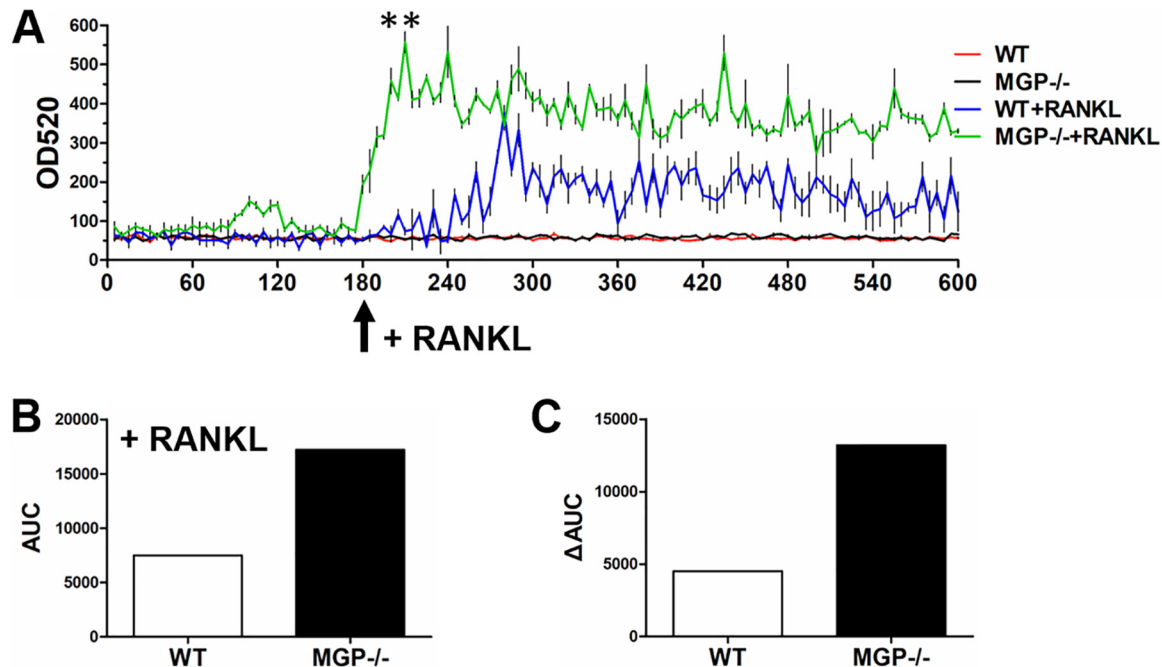 A
**
OD520
600
500
400
300
200
100
0
0 60 120 180 240 300 360 420 480 540 600
WT
MGP-/-
WT+RANKL
MGP-/-+RANKL
+ RANKL
B
+ RANKL
AUC
20000
15000
10000
5000
0
WT MGP-/-
C
ΔAUC
15000
10000
5000
0
WT MGP-/-